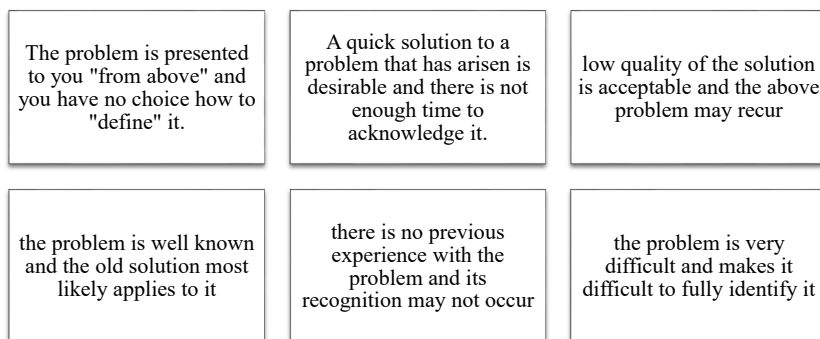 The problem is presented
to you "from above" and
you have no choice how to
"define" it.
A quick solution to a
problem that has arisen is
desirable and there is not
enough time to
acknowledge it.
low quality of the solution
is acceptable and the above
problem may recur
the problem is well known
and the old solution most
likely applies to it
there is no previous
experience with the
problem and its
recognition may not occur
the problem is very
difficult and makes it
difficult to fully identify it